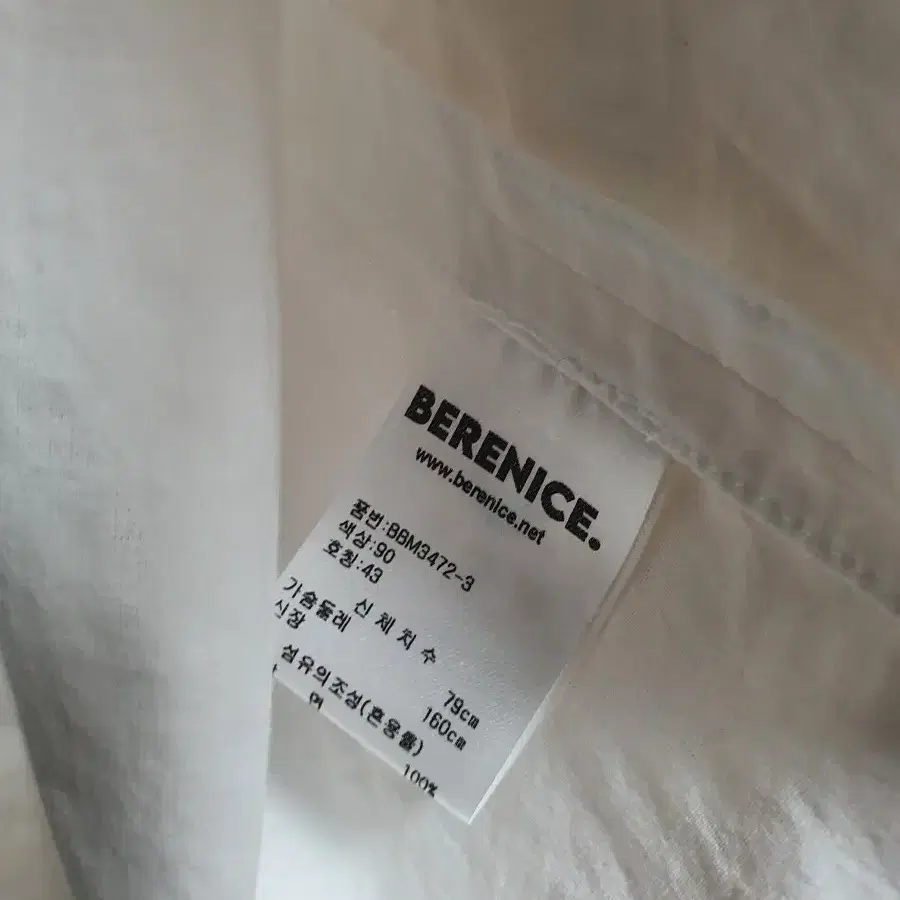 BERENICE.
www.berenice.net
품번:BBM3472-3
색상:90
호칭:43
신체치수
가슴둘레 79cm
신장 160cm
섬유의조성(혼용률)
면 100%